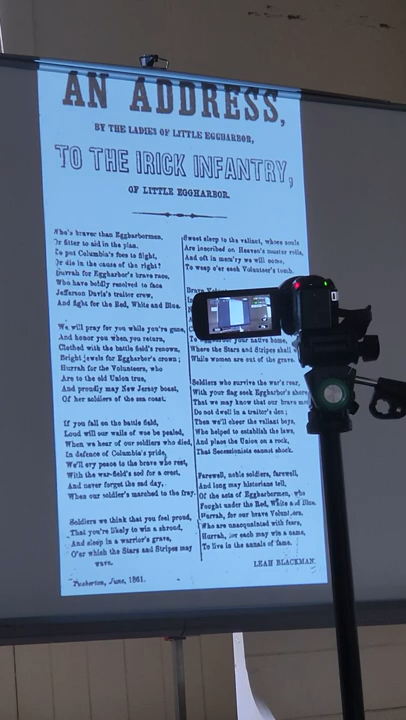 AN ADDRESS,
BY THE LADIES OF LITTLE EGGHARBOR,
TO THE IRICK INFANTRY,
OF LITTLE EGGHARBOR.
Who's braver than Eggharbormen,
Or fitter to aid in the plan.
To put Columbia's foes to flight,
Or die in the cause of the right?
Hurrah for Eggharbor's brave race,
Who have boldly resolved to face
Jefferson Davis's traitor crew,
And fight for the Red, White and Blue.
We will pray for you while you're gone,
And honor you when you return,
Clothed with the battle field's renown,
Bright jewels for Eggharbor's crown;
Hurrah for the Volunteers, who
Are to the old Union true,
And proudly may New Jersey boast,
Of her soldiers of the sea coast.
If you fall on the battle field,
Loud will our wails of woe be pealed,
When we hear of our soldiers who died,
In defence of Columbia's pride,
We'll cry peace to the brave who rest,
With the war-field's sod for a crest,
And never forget the sad day,
When our soldier's marched to the fray.
Soldiers we think that you feel proud,
That you're likely to win a shroud,
And sleep in a warrior's grave,
O'er which the Stars and Stripes may
wave.
Tuckerton, June, 1861.
Sweet sleep to the valiant, whose souls
Are inscribed on Heaven's muster rolls,
And oft in mem'ry we will come,
To weep o'er each Volunteer's tomb.
Brave
your native home,
Where the Stars and Stripes shall
While women are out of the grave.
Soldiers who survive the war's roar,
With your flag seek Eggharbor's shore,
That we may know that our brave men
Do not dwell in a traitor's den;
Then we'll cheer the valiant boys,
Who helped to establish the laws,
And place the Union on a rock,
That Secessionists cannot shock.
Farewell, noble soldiers, farewell,
And long may historians tell,
Of the acts of Eggharbormen, who
Fought under the Red, White and Blue.
Hurrah, for our brave Volunteers,
Who are unacquainted with fears,
Hurrah, for each may win a name,
To live in the annals of fame.
LEAH BLACKMAN.